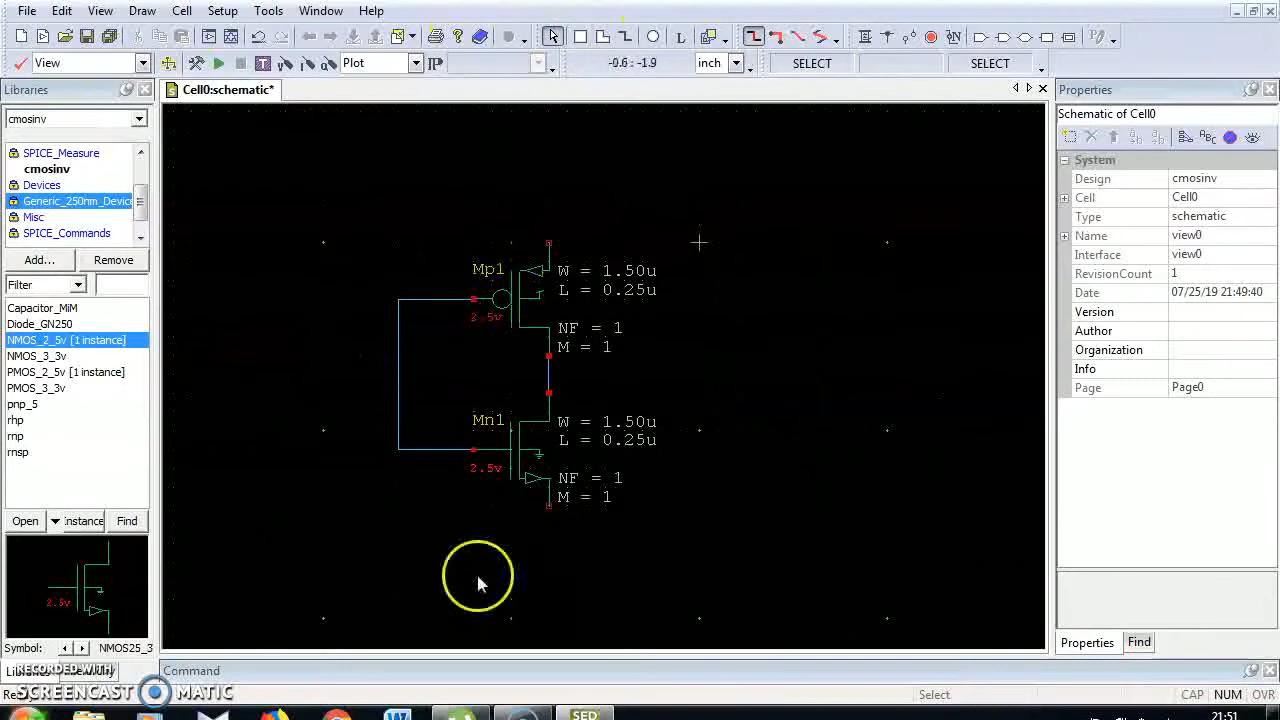 File Edit View Draw Cell Schematic Setup Tools Window Help
L
View Plot -0.6 : -1.9 inch SELECT SELECT
Libraries Cell0:schematic* Properties
cmosinv
SPICE_Measure
cmosinv
Devices
Generic_250nm_Device
Misc
SPICE_Commands
Add... Remove
Filter
Capacitor_MiM
Diode_GN250
NMOS_2_5v [1 instance]
NMOS_3_3v
PMOS_2_5v [1 instance]
PMOS_3_3v
pnp_5
rhp
rnp
rnsp
Open Instance Find
2.5v
Symbol: NMOS25_3
Mp1
W = 1.50u
L = 0.25u
2.5v
NF = 1
M = 1
Mn1
W = 1.50u
L = 0.25u
2.5v
NF = 1
M = 1
Schematic of Cell0
System
Design cmosinv
Cell Cell0
Type schematic
Name view0
Interface view0
RevisionCount 1
Date 07/25/19 21:49:40
Version
Author
Organization
Info
Page Page0
Properties Find
Command
RECORDED WITH
SCREENCAST MATIC
Select CAP NUM OVR
SED
21:51